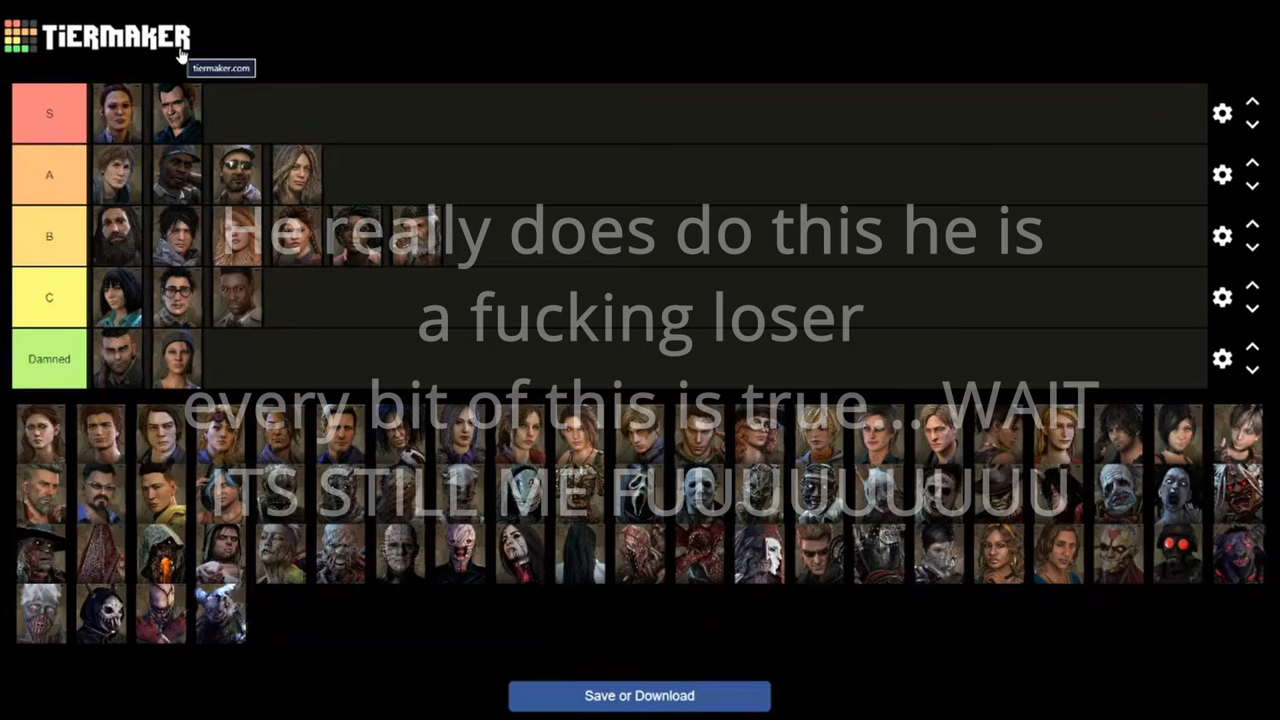 TiERMAKER
tiermaker.com
S
A
B
C
Damned
He really does do this he is
a fucking loser
every bit of this is true... WAIT
ITS STILL ME FUUUUUUUUU
Save or Download